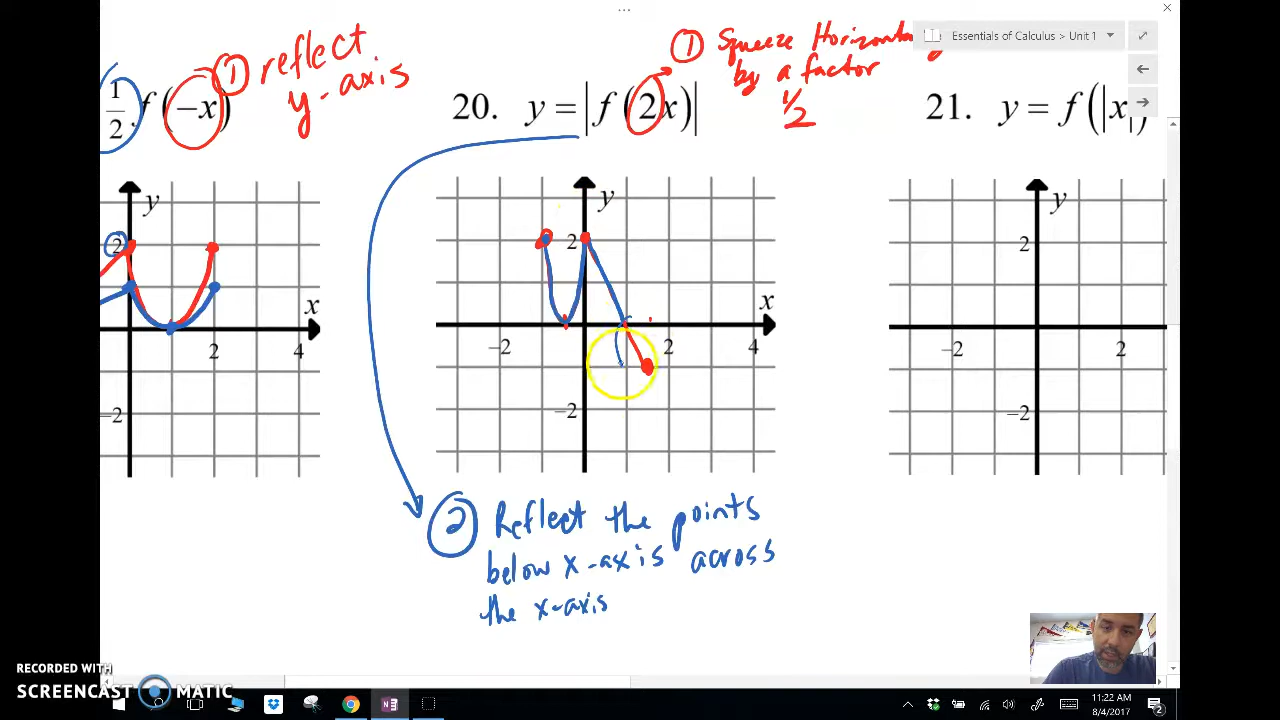 ① reflect
y-axis
1/2 . f(-x)
① Squeeze Horizontally
by a factor
1/2
Essentials of Calculus > Unit 1
20. y = |f(2x)|
21. y = f(|x|)
y
2
x
2
4
-2
y
2
x
-2
2
4
-2
y
2
-2
2
-2
② Reflect the points
below x-axis across
the x-axis
RECORDED WITH
SCREENCAST MATIC
11:22 AM
8/4/2017
2